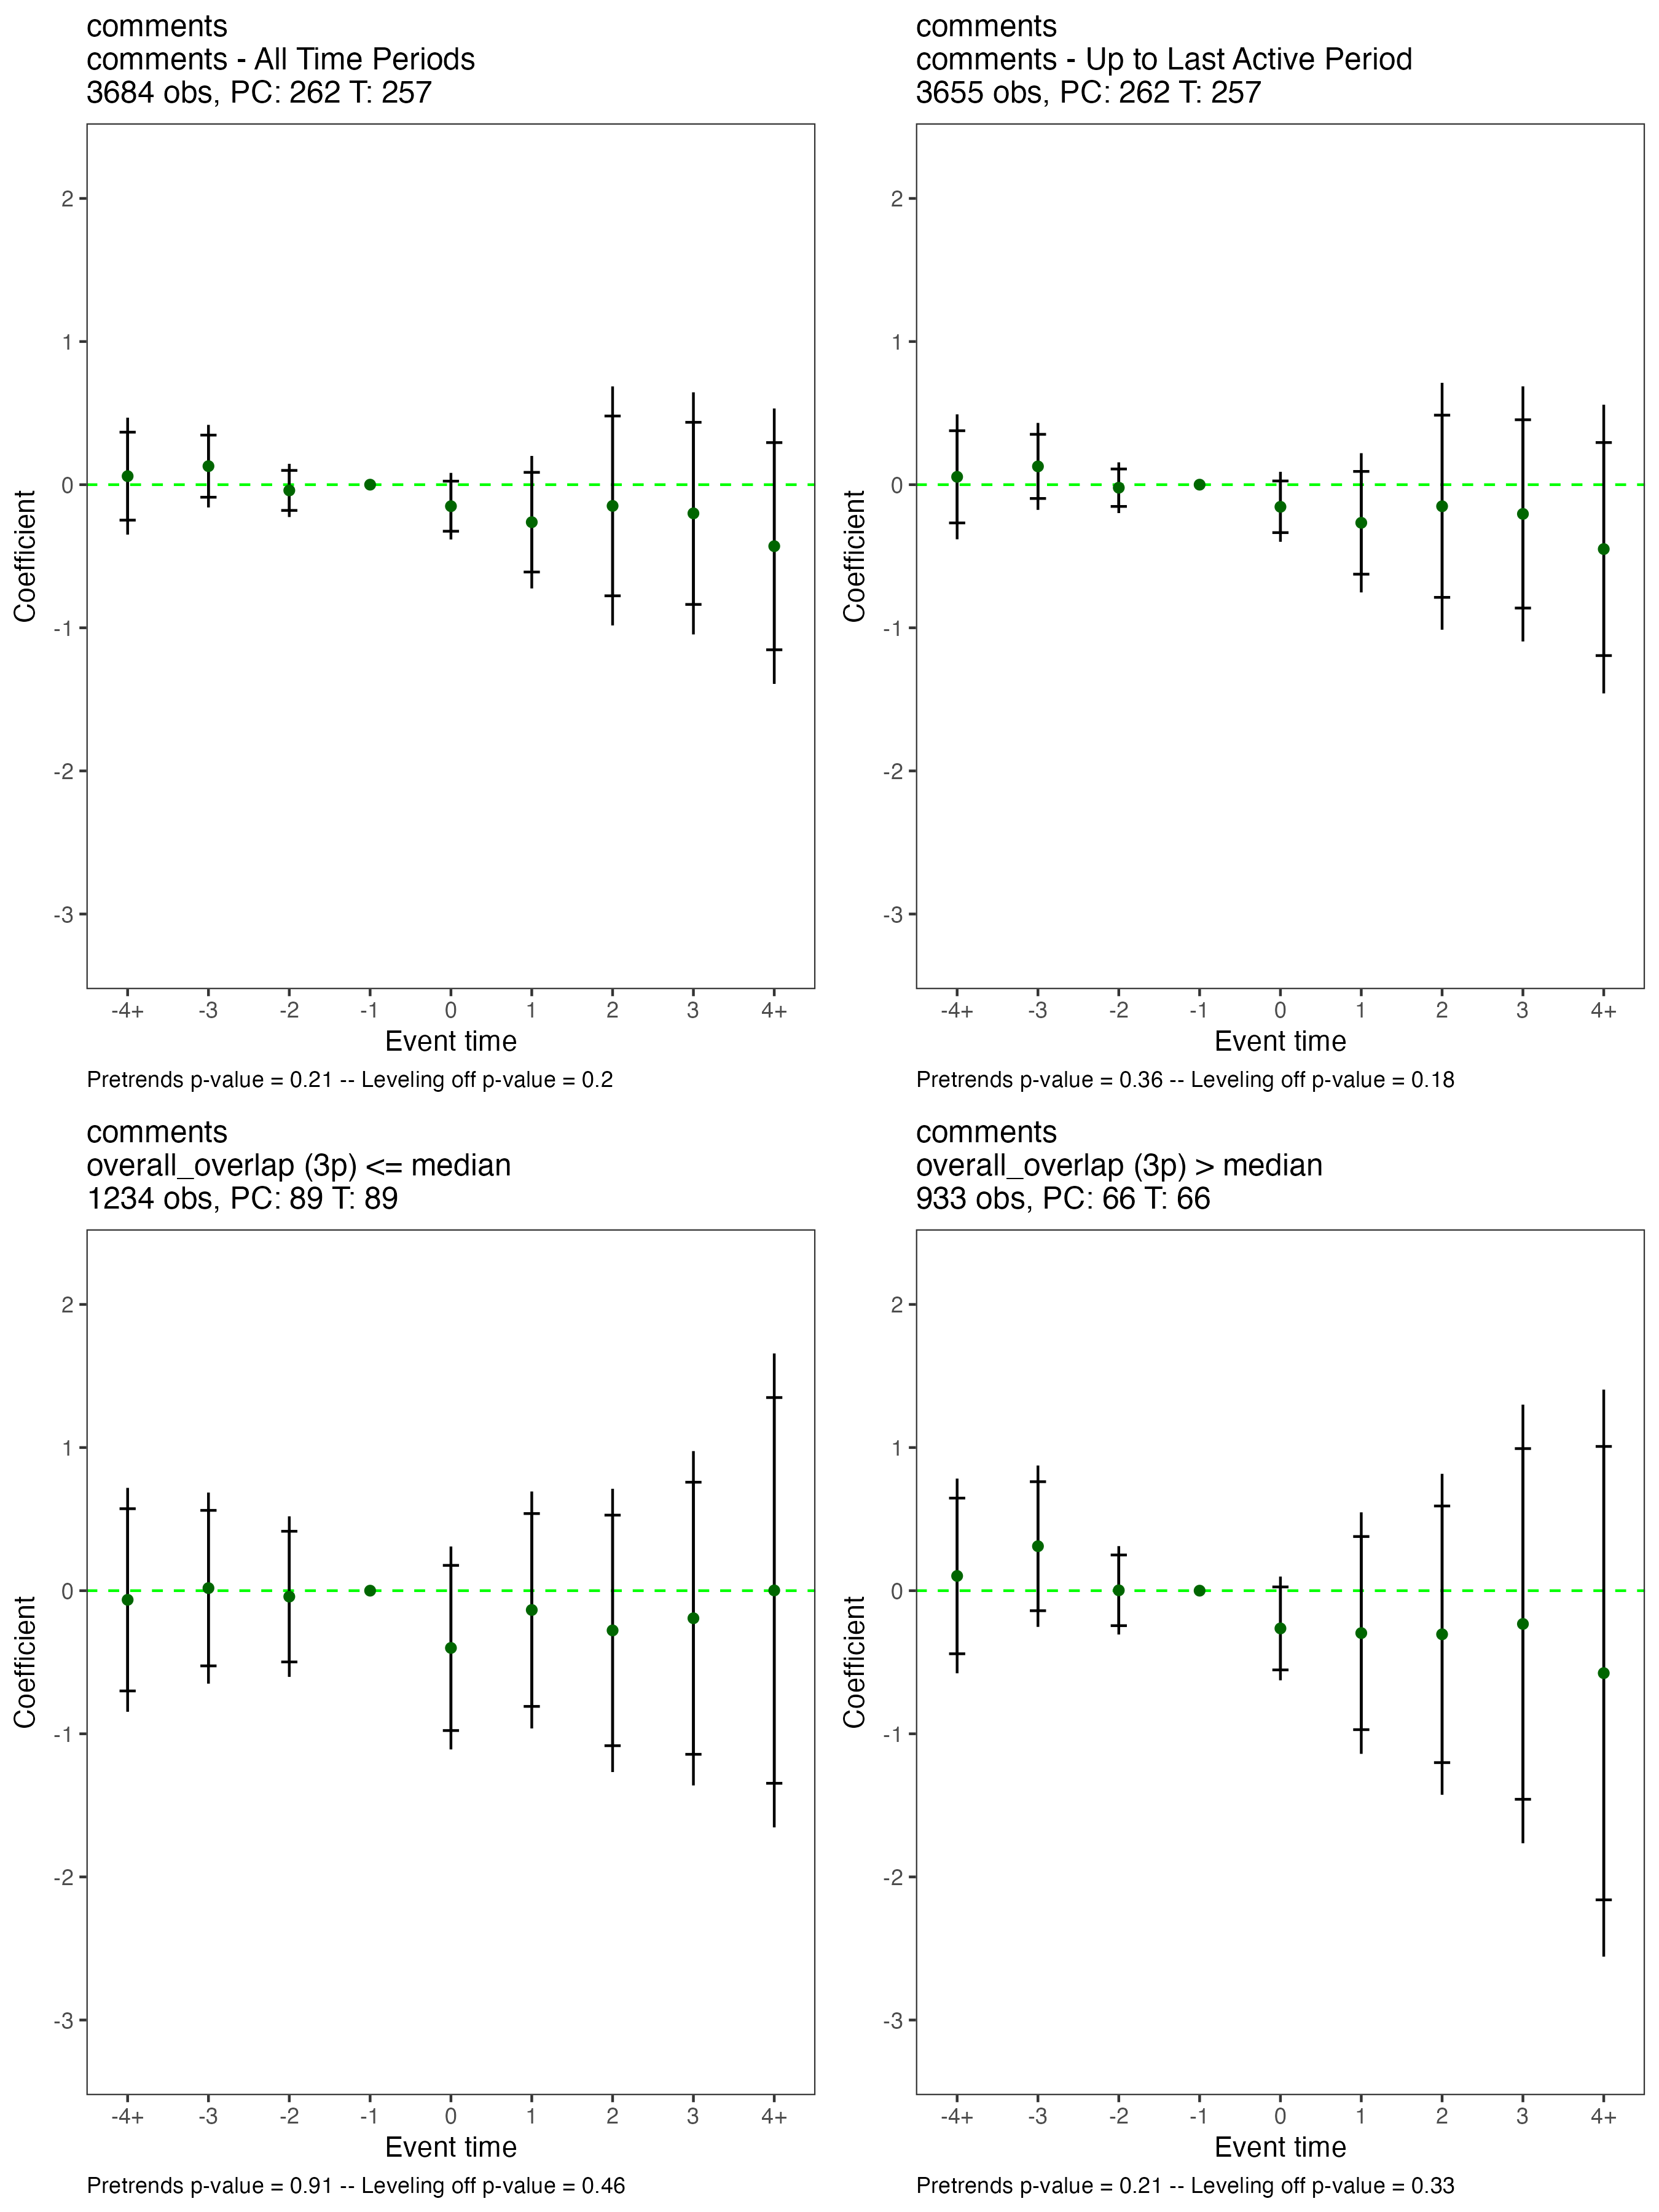 comments
comments - All Time Periods
3684 obs, PC: 262 T: 257
2
1
0
-1
-2
-3
Coefficient
-4+ -3 -2 -1 0 1 2 3 4+
Event time
Pretrends p-value = 0.21 -- Leveling off p-value = 0.2
comments
comments - Up to Last Active Period
3655 obs, PC: 262 T: 257
2
1
0
-1
-2
-3
Coefficient
-4+ -3 -2 -1 0 1 2 3 4+
Event time
Pretrends p-value = 0.36 -- Leveling off p-value = 0.18
comments
overall_overlap (3p) <= median
1234 obs, PC: 89 T: 89
2
1
0
-1
-2
-3
Coefficient
-4+ -3 -2 -1 0 1 2 3 4+
Event time
Pretrends p-value = 0.91 -- Leveling off p-value = 0.46
comments
overall_overlap (3p) > median
933 obs, PC: 66 T: 66
2
1
0
-1
-2
-3
Coefficient
-4+ -3 -2 -1 0 1 2 3 4+
Event time
Pretrends p-value = 0.21 -- Leveling off p-value = 0.33